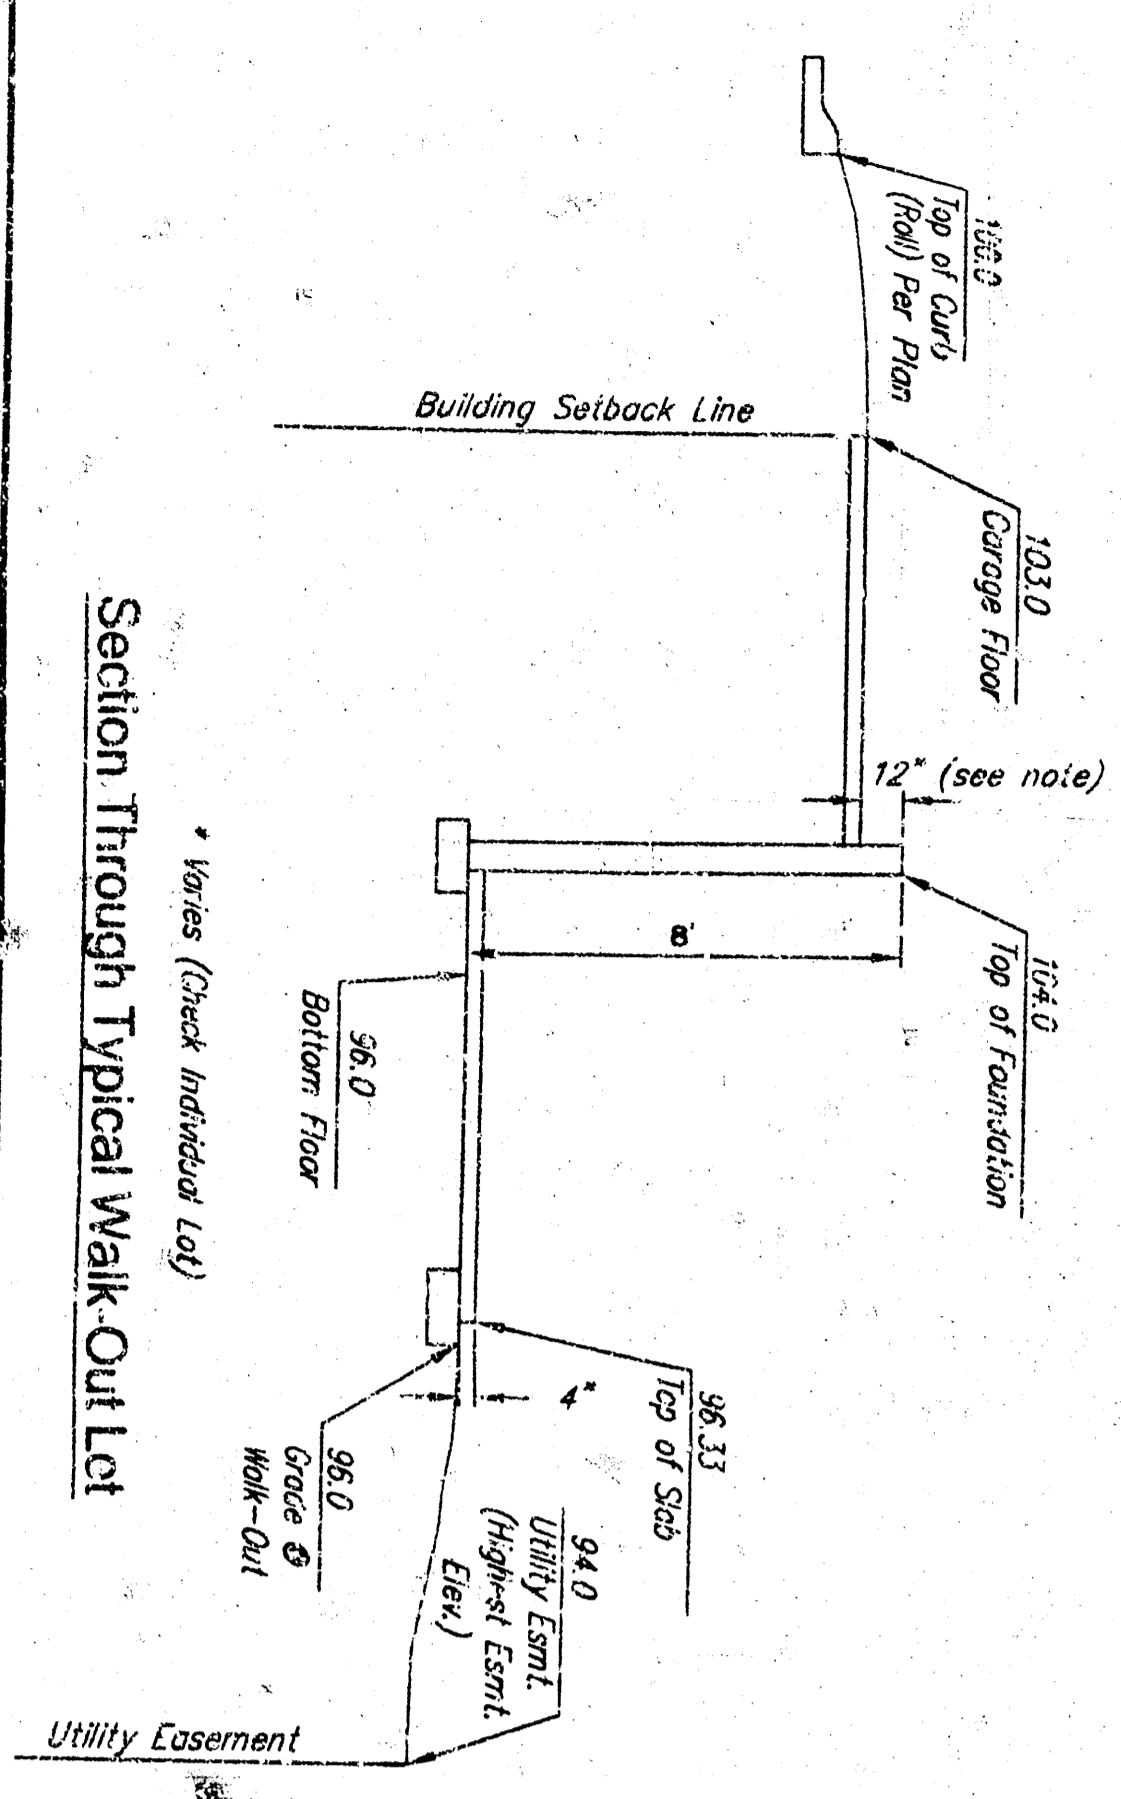 100.0
Top of Curb
(Roll) Per Plan
Building Setback Line
103.0
Garage Floor
12" (see note)
104.0
Top of Foundation
8'
96.0
Bottom Floor
96.33
Top of Slab
4"
96.0
Grade @
Walk-Out
94.0
Utility Esmt.
(Highest Esmt.
Elev.)
Utility Easement
* Varies (Check Individual Lot)
Section Through Typical Walk-Out Lot